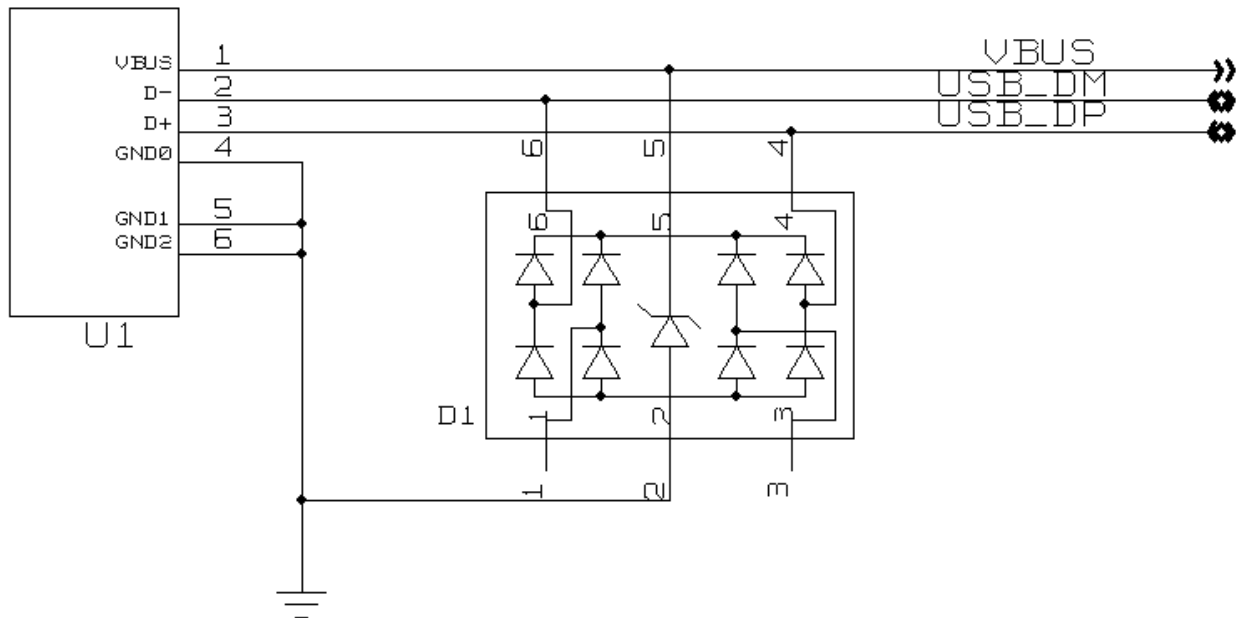 VBUS 1 VBUS
D- 2 USB_DM
D+ 3 USB_DP
GND0 4
6 5 4
GND1 5
GND2 6
6 5 4
U1
D1
1 2 3
1 2 3